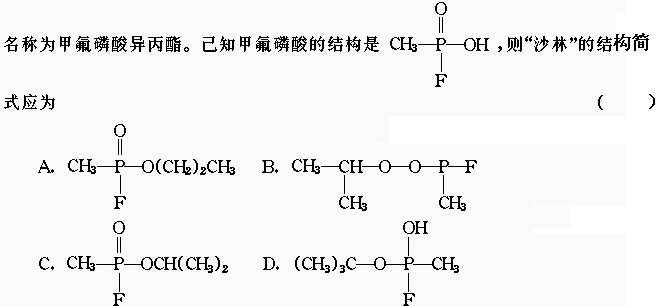 名称为甲氟磷酸异丙酯。已知甲氟磷酸的结构是 CH₃—P—OH ,则“沙林”的结构简
O
F
式应为 ( )
O
A. CH₃—P—O(CH₂)₂CH₃ B. CH₃—CH—O—O—P—F
F CH₃ CH₃
O OH
C. CH₃—P—OCH(CH₃)₂ D. (CH₃)₃C—O—P—CH₃
F F